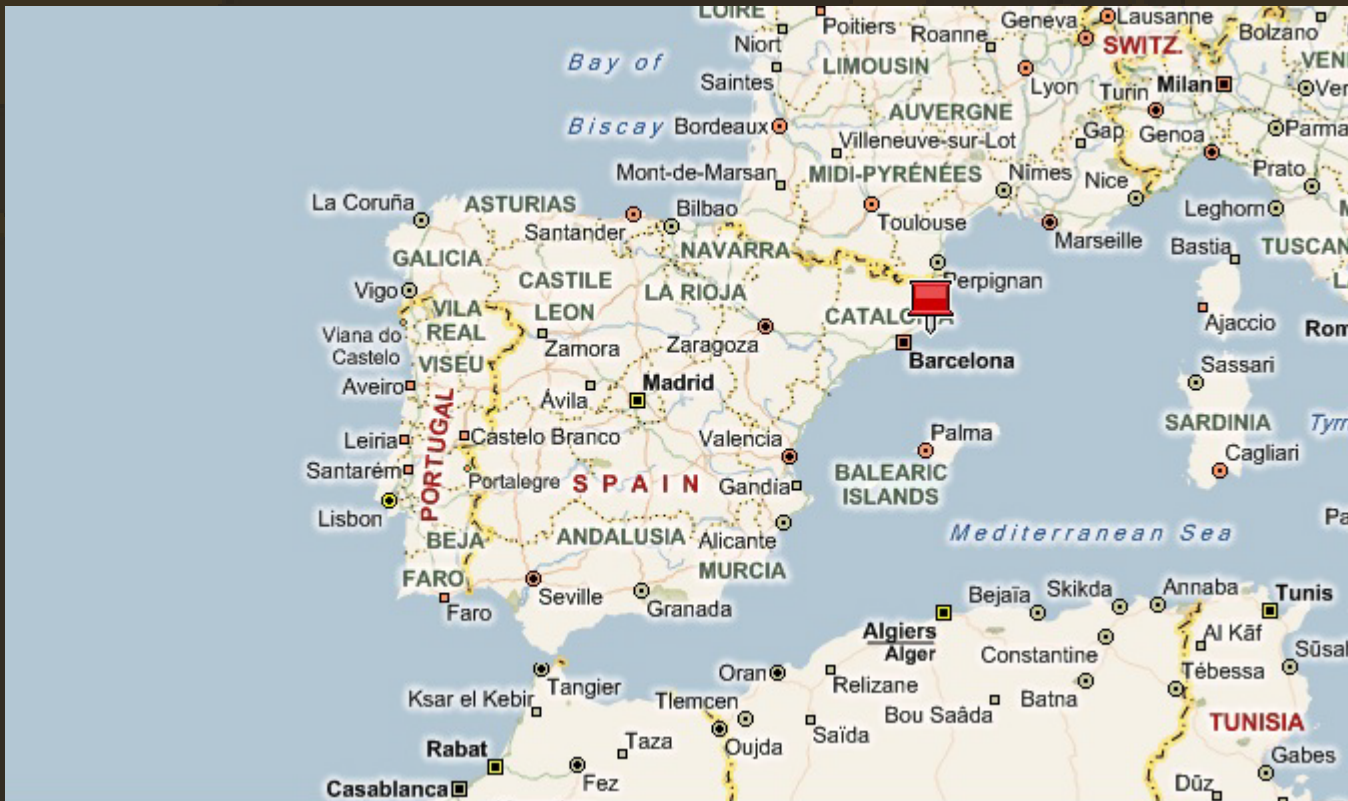 LOIRE
Poitiers
Geneva
Lausanne
Niort
Roanne
SWITZ.
Bolzano
Bay of
LIMOUSIN
Saintes
Lyon
Turin
Milan
AUVERGNE
Biscay
Bordeaux
Villeneuve-sur-Lot
Gap
Genoa
Parma
Mont-de-Marsan
MIDI-PYRÉNÉES
Nîmes
Nice
Prato
La Coruña
ASTURIAS
Santander
Bilbao
Toulouse
Marseille
Leghorn
GALICIA
NAVARRA
Bastia
TUSCAN
CASTILE
LEON
LA RIOJA
Perpignan
Vigo
VILA
REAL
CATALO
Ajaccio
Rom
Viana do
Castelo
VISEU
Zamora
Zaragoza
Barcelona
Sassari
Aveiro
Ávila
Madrid
PORTUGAL
SARDINIA
Tyrr
Leiria
Castelo Branco
Valencia
Palma
Cagliari
Santarém
Portalegre
SPAIN
Gandia
BALEARIC
ISLANDS
Lisbon
BEJA
ANDALUSIA
Alicante
Mediterranean Sea
Pa
FARO
MURCIA
Faro
Seville
Granada
Bejaïa
Skikda
Annaba
Tunis
Algiers
Alger
Constantine
Al Kāf
Sūsa
Ksar el Kebir
Tangier
Oran
Relizane
Batna
Tébessa
Tlemcen
Bou Saâda
TUNISIA
Rabat
Taza
Oujda
Saïda
Gabes
Casablanca
Fez
Dūz